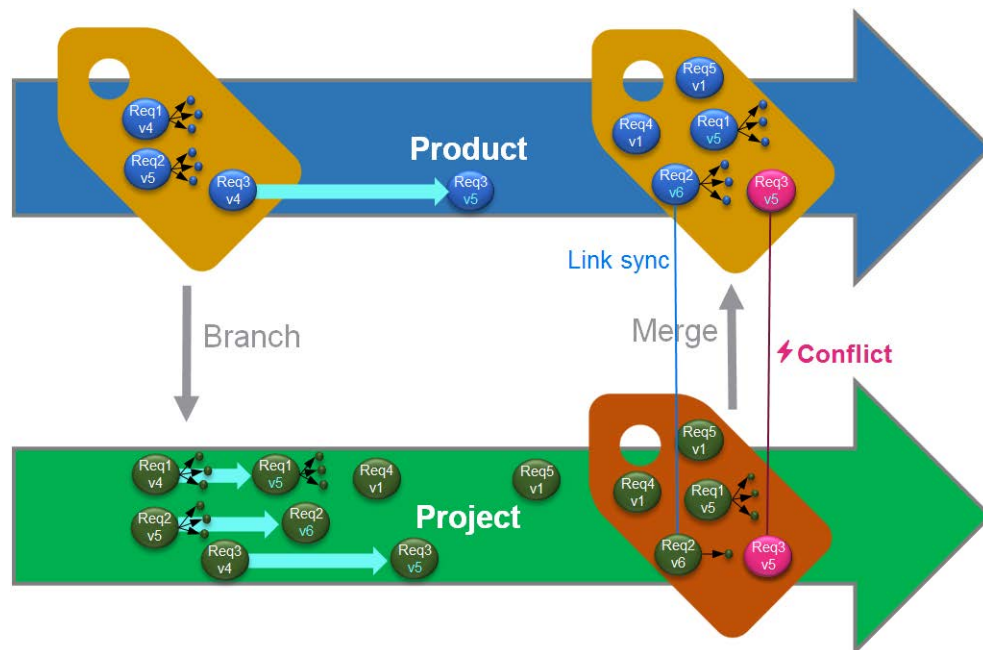 Req5
v1
Req1
v4
Req4
v1
Req1
v5
Product
Req2
v5
Req3
v4
Req3
v5
Req2
v6
Req3
v5
Link sync
Branch
Merge
Conflict
Req5
v1
Req1
v4
Req1
v5
Req4
v1
Req5
v1
Req4
v1
Req1
v5
Project
Req2
v5
Req2
v6
Req3
v4
Req3
v5
Req2
v6
Req3
v5